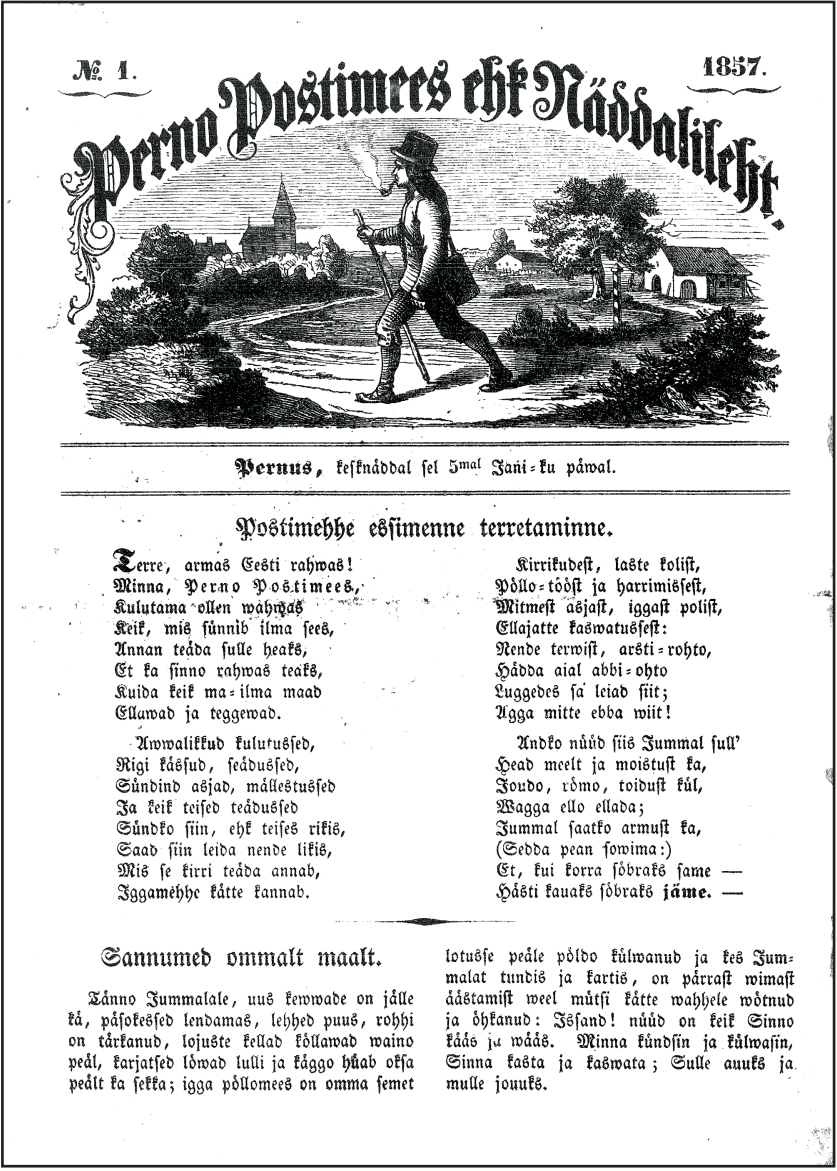 № 1.
1857.
Perno Postimees ehk Näddalileht.
Pernus, kesknäddal sel 5mal Jani-ku päwal.
Postimehhe essimenne terretaminne.
Terre, armas Eesti rahwas!
Minna, Perno Postimees,
Kulutama ollen wahwas
Keik, mis sünnib ilma sees,
Annan teäda sulle heaks,
Et ka sinno rahwas teaks,
Kuida keik ma-ilma maad
Ellawad ja teggewad.
Awwalikkud kulutussed,
Rigi kässud, seädussed,
Sündind asjad, mällestussed
Ja keik teised teädussed
Sündko siin, ehk teises rikis,
Saad siin leida nende likis,
Mis se kirri teäda annab,
Iggamehhe kätte kannab.
Kirrikudest, laste kolist,
Põllo-tööst ja harrimissest,
Mitmest asjast, iggast polist,
Ellajatte kaswatussest:
Nende terwist, arsti-rohto,
Hädda aial abbi-ohto
Luggedes sa leiad siit;
Agga mitte ebba wiit!
Andko nüüd siis Jummal sull'
Head meelt ja moistust ka,
Joudo, römo, toidust kül,
Wagga ello ellada;
Jummal saatko armust ka,
(Sedda pean sowima:)
Et, kui korra söbraks same —
Hästi kauaks söbraks jäme. —
Sannumed ommalt maalt.
Tänno Jummalale, uus kewwade on jälle
kä, päsokessed lendamas, lehhed puus, rohhi
on tärkanud, lojuste kellad köllawad waino
peäl, karjatsed löwad lulli ja käggo hüab oksa
peält ka sekka; igga pöllomees on omma semet
lotusse peäle pöldo külwanud ja kes Jum-
malat tundis ja kartis, on pärrast wimast
äästamist weel mütsi kätte wahhele wötnud
ja öhkanud: Issand! nüüd on keik Sinno
kääs ja wääs. Minna kündsin ja külwasin,
Sinna kasta ja kaswata; Sulle auuks ja
mulle jouuks.